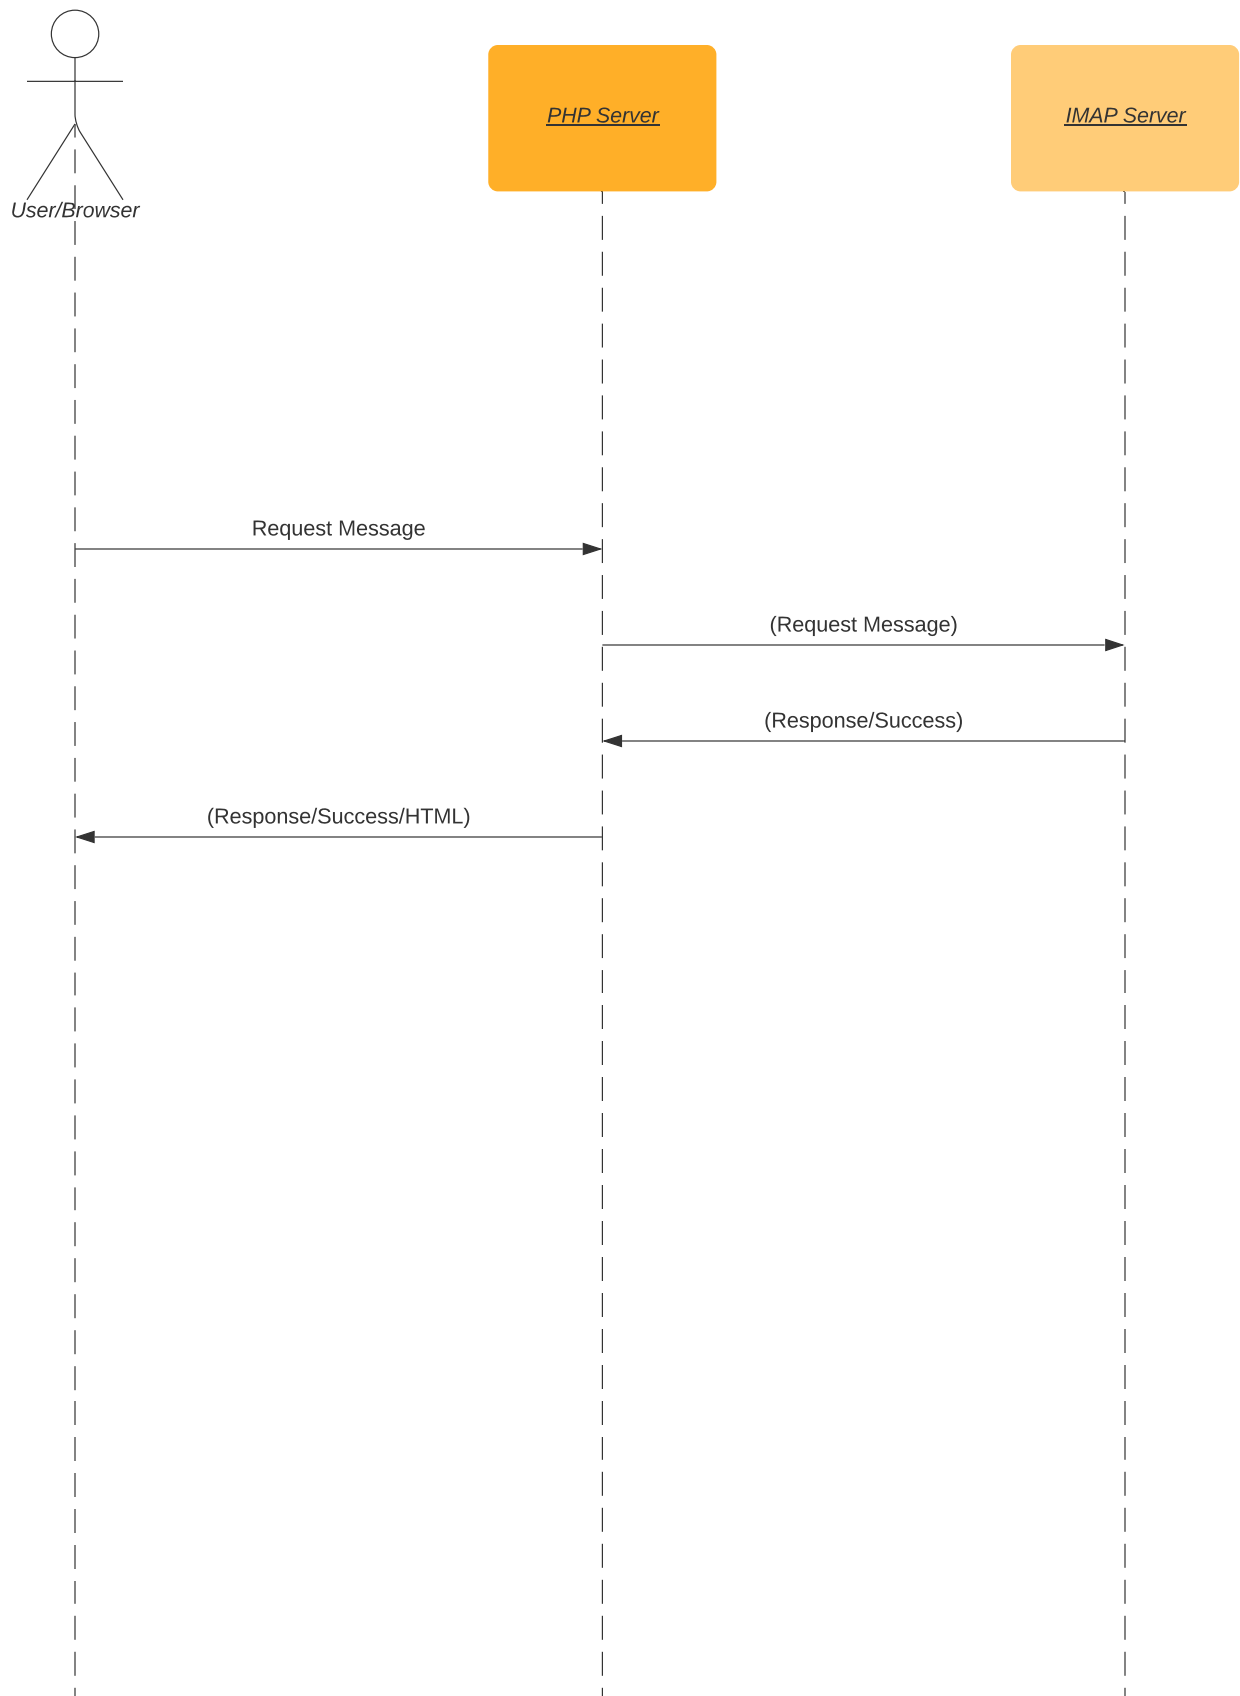 PHP Server
IMAP Server
User/Browser
Request Message
(Request Message)
(Response/Success)
(Response/Success/HTML)